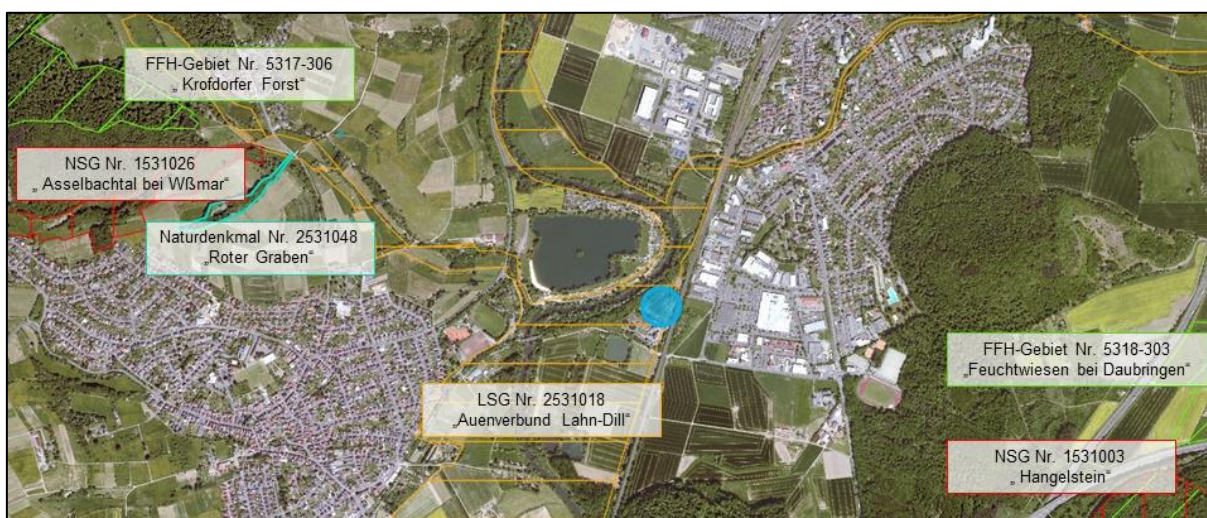 FFH-Gebiet Nr. 5317-306
„ Krofdorfer Forst“
NSG Nr. 1531026
„ Asselbachtal bei Wßmar“
Naturdenkmal Nr. 2531048
„Roter Graben“
LSG Nr. 2531018
„Auenverbund Lahn-Dill“
FFH-Gebiet Nr. 5318-303
„Feuchtwiesen bei Daubringen“
NSG Nr. 1531003
„ Hangelstein“